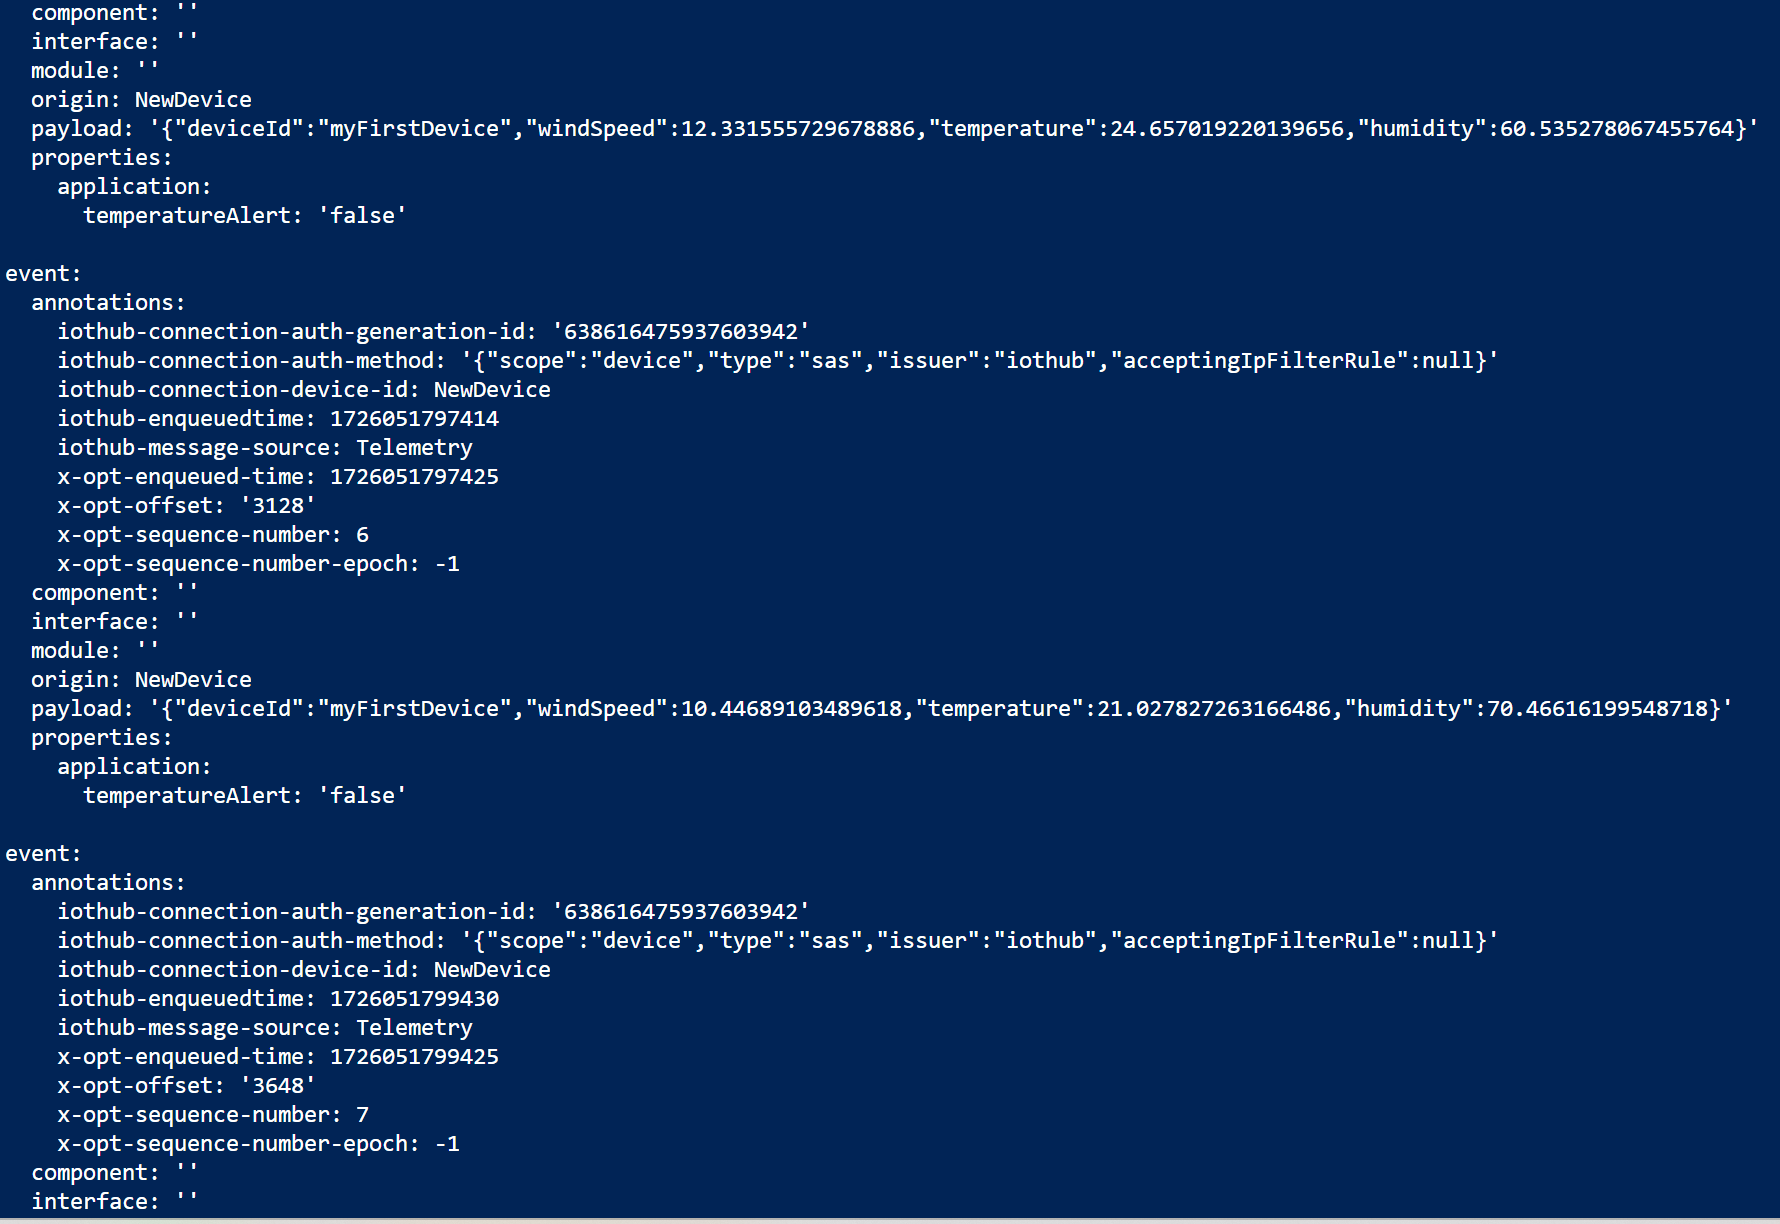 component: ''
interface: ''
module: ''
origin: NewDevice
payload: '{"deviceId":"myFirstDevice","windSpeed":12.331555729678886,"temperature":24.657019220139656,"humidity":60.535278067455764}'
properties:
application:
temperatureAlert: 'false'
event:
annotations:
iothub-connection-auth-generation-id: '638616475937603942'
iothub-connection-auth-method: '{"scope":"device","type":"sas","issuer":"iothub","acceptingIpFilterRule":null}'
iothub-connection-device-id: NewDevice
iothub-enqueuedtime: 1726051797414
iothub-message-source: Telemetry
x-opt-enqueued-time: 1726051797425
x-opt-offset: '3128'
x-opt-sequence-number: 6
x-opt-sequence-number-epoch: -1
component: ''
interface: ''
module: ''
origin: NewDevice
payload: '{"deviceId":"myFirstDevice","windSpeed":10.44689103489618,"temperature":21.027827263166486,"humidity":70.46616199548718}'
properties:
application:
temperatureAlert: 'false'
event:
annotations:
iothub-connection-auth-generation-id: '638616475937603942'
iothub-connection-auth-method: '{"scope":"device","type":"sas","issuer":"iothub","acceptingIpFilterRule":null}'
iothub-connection-device-id: NewDevice
iothub-enqueuedtime: 1726051799430
iothub-message-source: Telemetry
x-opt-enqueued-time: 1726051799425
x-opt-offset: '3648'
x-opt-sequence-number: 7
x-opt-sequence-number-epoch: -1
component: ''
interface: ''